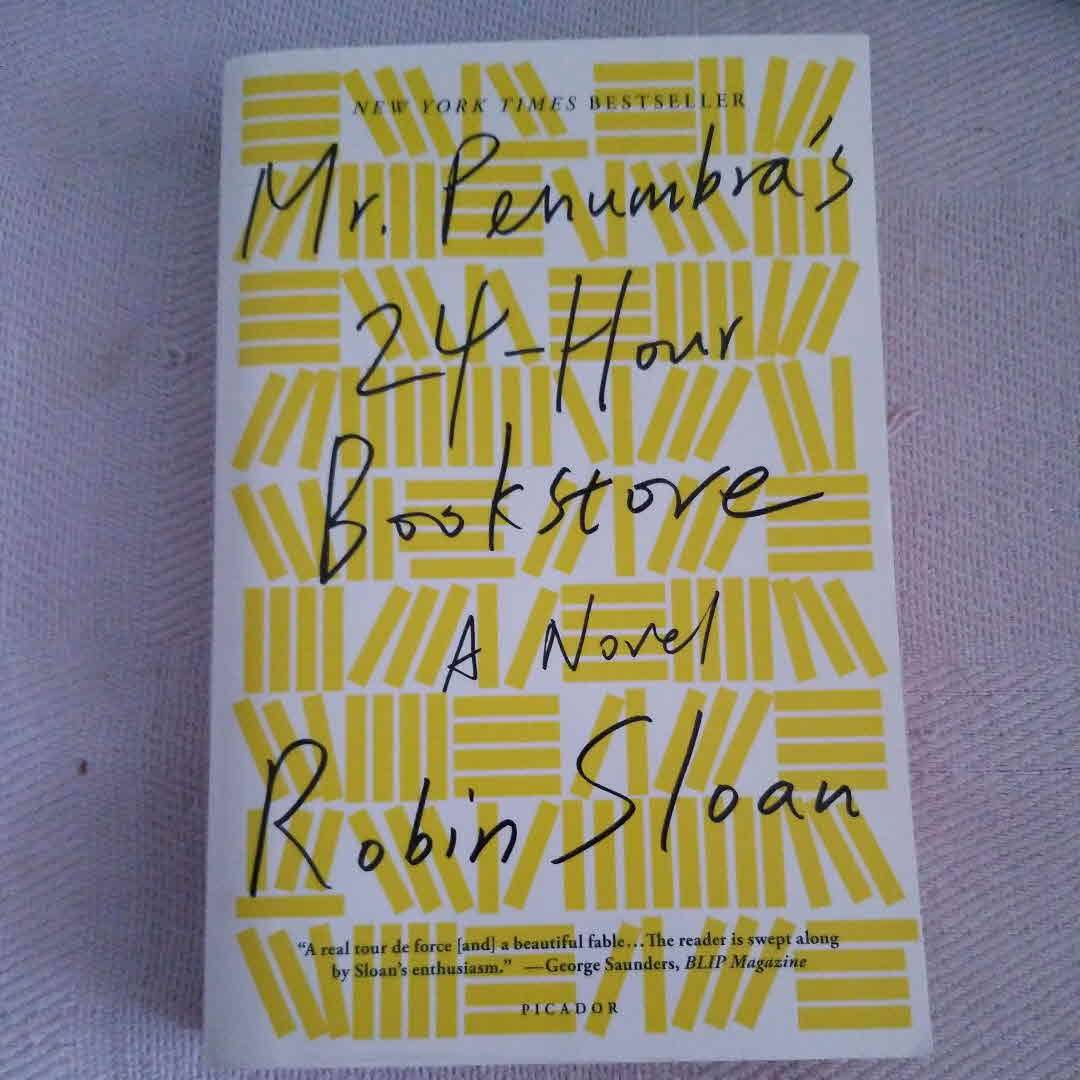 NEW YORK TIMES BESTSELLER
Mr. Penumbra's
24-Hour
Bookstore
A Novel
Robin Sloan
“A real tour de force [and] a beautiful fable…The reader is swept along
by Sloan’s enthusiasm.” —George Saunders, BLIP Magazine
PICADOR